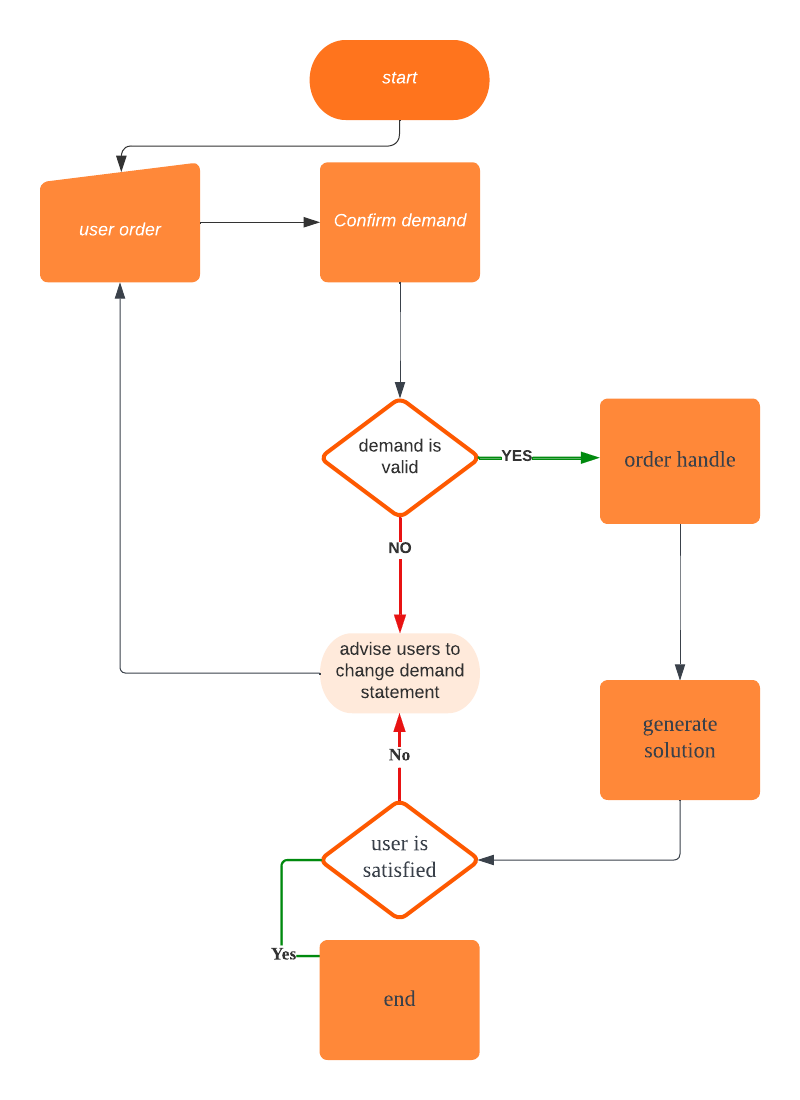 start
user order
Confirm demand
demand is
valid
YES
order handle
NO
advise users to
change demand
statement
generate
solution
No
user is
satisfied
Yes
end